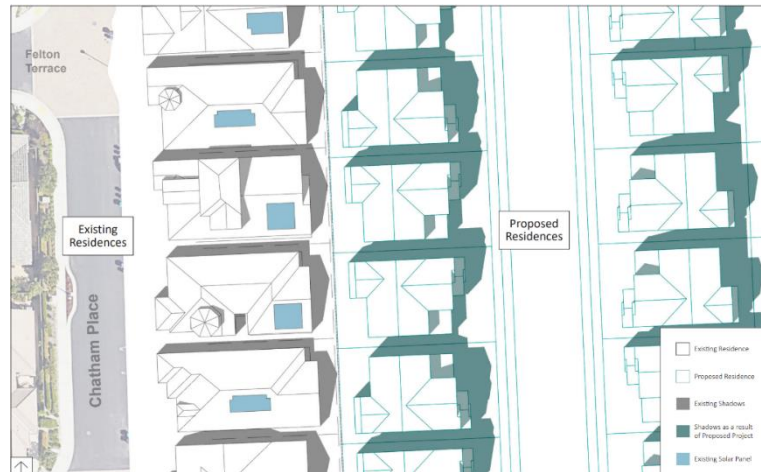 Felton
Terrace
Existing
Residences
Proposed
Residences
Chatham Place
Existing Residence
Proposed Residence
Existing Shadows
Shadows as a result
of Proposed Project
Existing Solar Panel